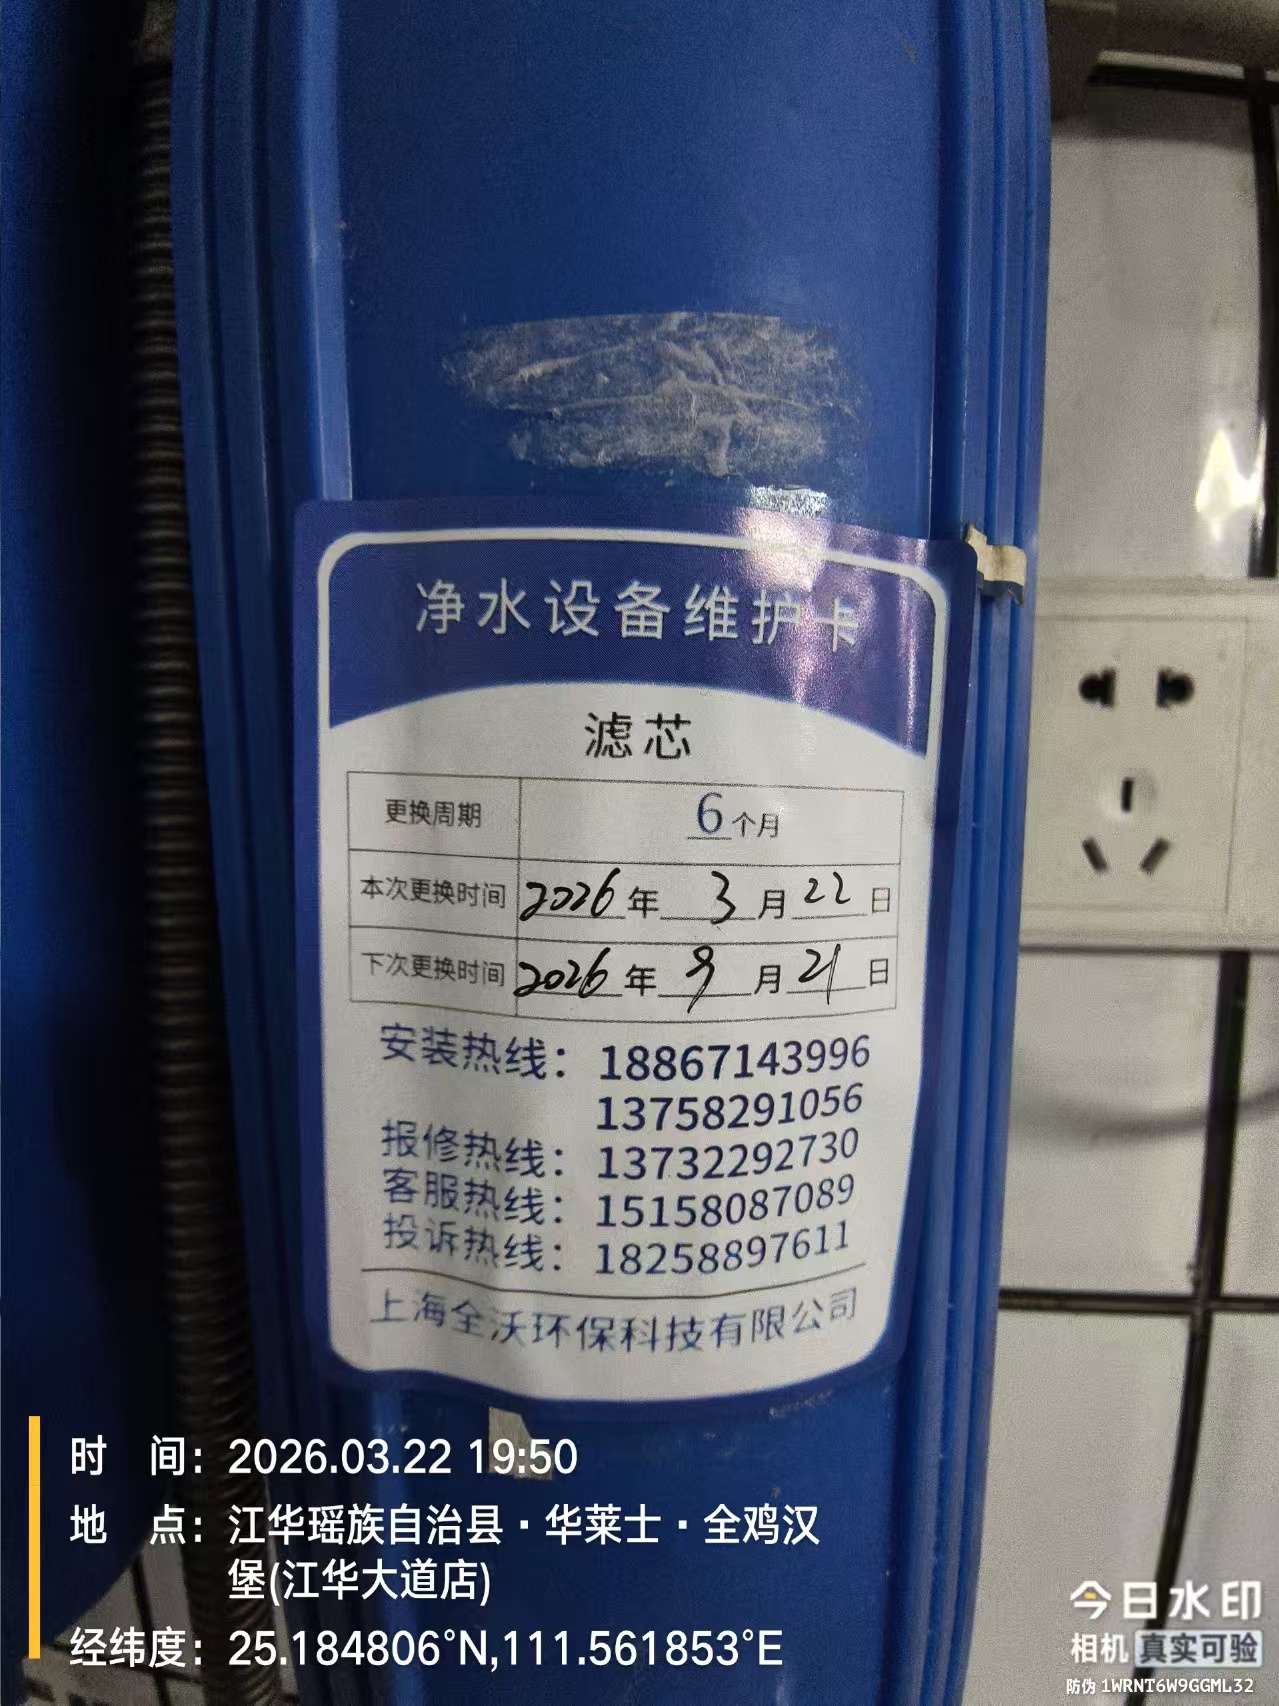 净水设备维护卡
滤芯
更换周期 6个月
本次更换时间 2026年3月22日
下次更换时间 2026年9月21日
安装热线：18867143996
13758291056
报修热线：13732292730
客服热线：15158087089
投诉热线：18258897611
上海全沃环保科技有限公司
时 间：2026.03.22 19:50
地 点：江华瑶族自治县·华莱士·全鸡汉
堡(江华大道店)
经纬度：25.184806°N,111.561853°E
今日水印
相机 真实可验
防伪 1WRNT6W9GGML32